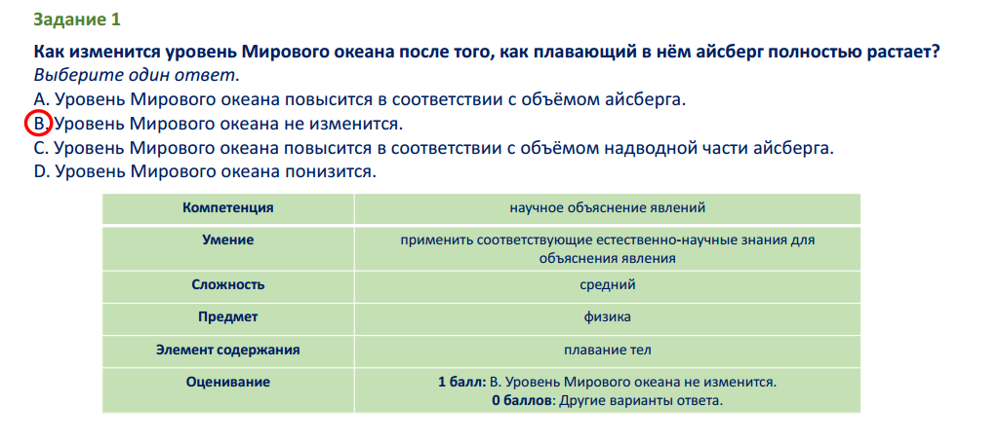 Задание 1
Как изменится уровень Мирового океана после того, как плавающий в нём айсберг полностью растает?
Выберите один ответ.
A. Уровень Мирового океана повысится в соответствии с объёмом айсберга.
B. Уровень Мирового океана не изменится.
C. Уровень Мирового океана повысится в соответствии с объёмом надводной части айсберга.
D. Уровень Мирового океана понизится.
Компетенция научное объяснение явлений
Умение применить соответствующие естественно-научные знания для
объяснения явления
Сложность средний
Предмет физика
Элемент содержания плавание тел
Оценивание 1 балл: B. Уровень Мирового океана не изменится.
0 баллов: Другие варианты ответа.